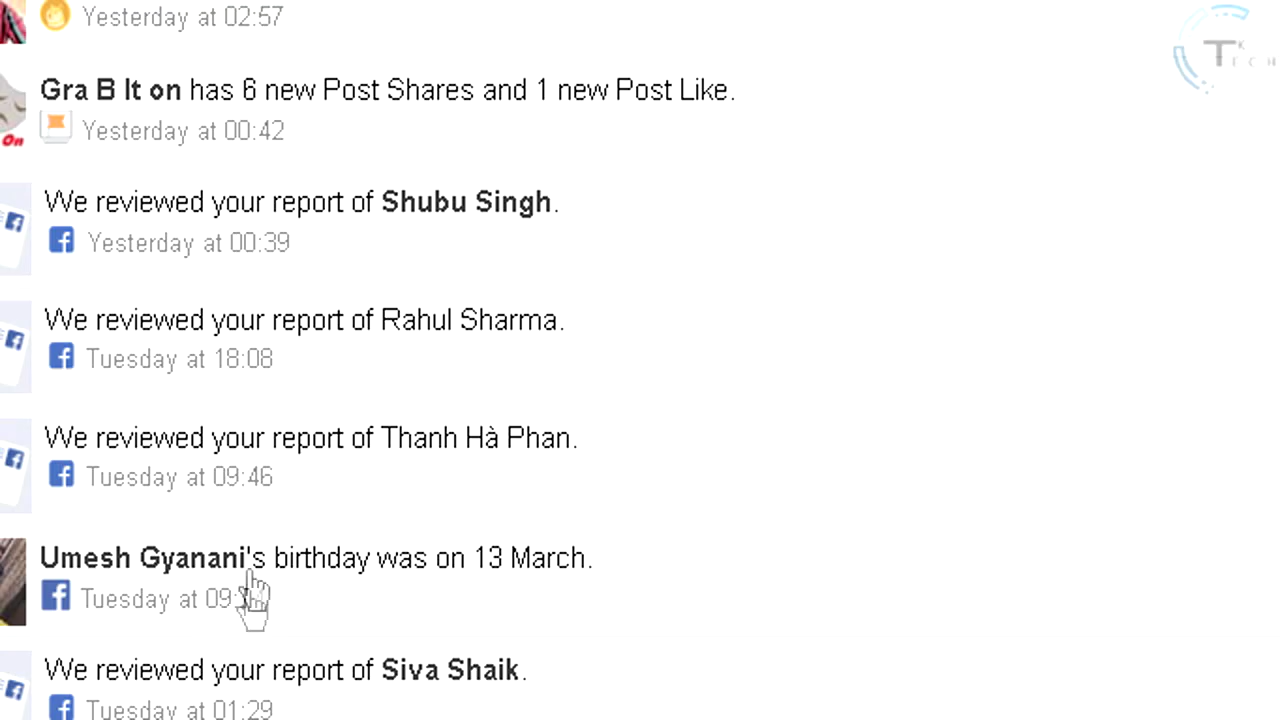 Yesterday at 02:57
TK
TECH
Gra B It on has 6 new Post Shares and 1 new Post Like.
On
Yesterday at 00:42
We reviewed your report of Shubu Singh.
Yesterday at 00:39
We reviewed your report of Rahul Sharma.
Tuesday at 18:08
We reviewed your report of Thanh Hà Phan.
Tuesday at 09:46
Umesh Gyanani's birthday was on 13 March.
Tuesday at
We reviewed your report of Siva Shaik.
Tuesday at 01:29